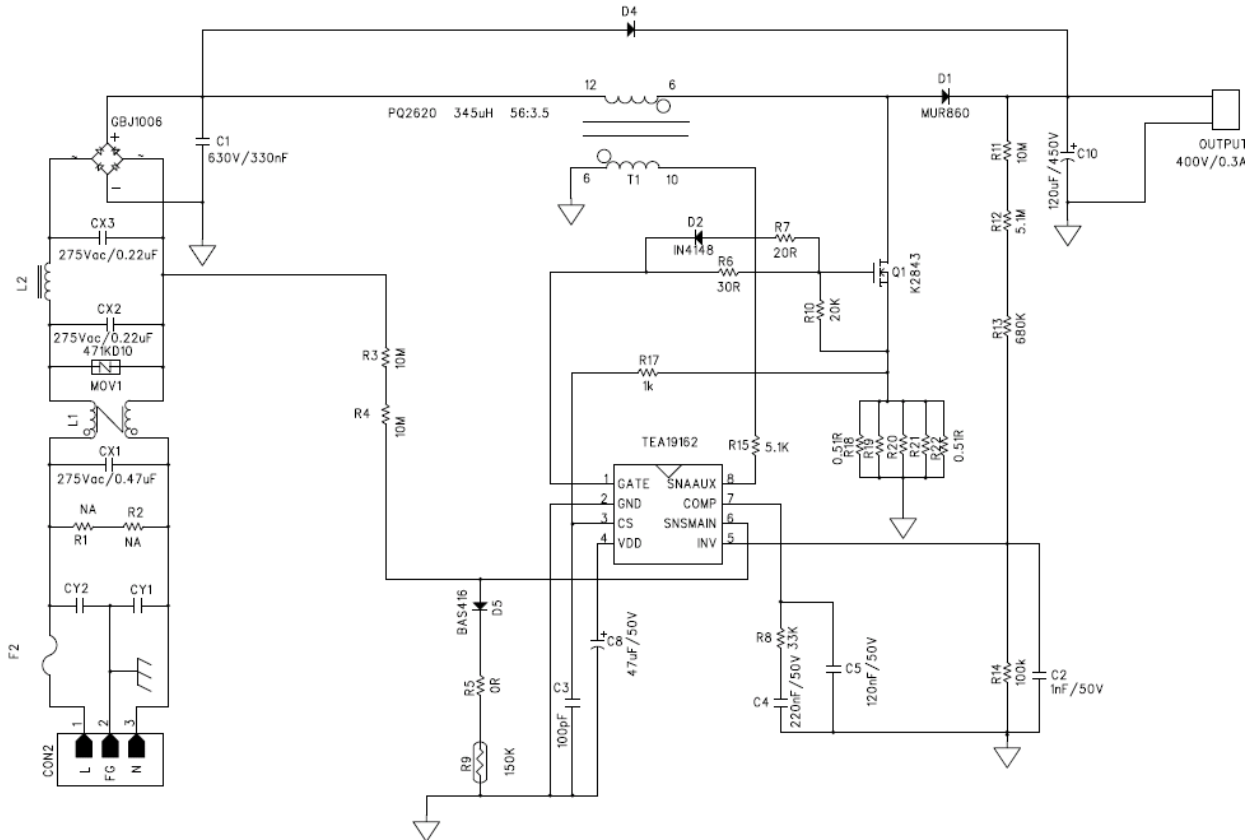 D4
12
6
D1
PQ2620 345uH 56:3.5
MUR860
GBJ1006
+
~
~
−
C1
630V/330nF
6
T1
10
R11
10M
+
C10
120uF/450V
OUTPUT
400V/0.3A
R12
5.1M
CX3
275Vac/0.22uF
L2
D2
IN4148
R7
20R
R6
30R
Q1
K2843
R10
20K
R13
680K
CX2
275Vac/0.22uF
471KD10
MOV1
R3
10M
R17
1k
L1
R4
10M
0.51R
R18
R19
R20
R21
R22
0.51R
CX1
275Vac/0.47uF
TEA19162
R15
5.1K
1
GATE
SNAAUX
8
2
GND
COMP
7
3
CS
SNSMAIN
6
4
VDD
INV
5
NA
R1
R2
NA
CY2
CY1
BAS416
D5
+
C8
47uF/50V
R8
33K
C5
120nF/50V
F2
R5
0R
C3
100pF
C4
220nF/50V
R14
100k
C2
1nF/50V
R9
150K
CON2
1
2
3
L
FG
N